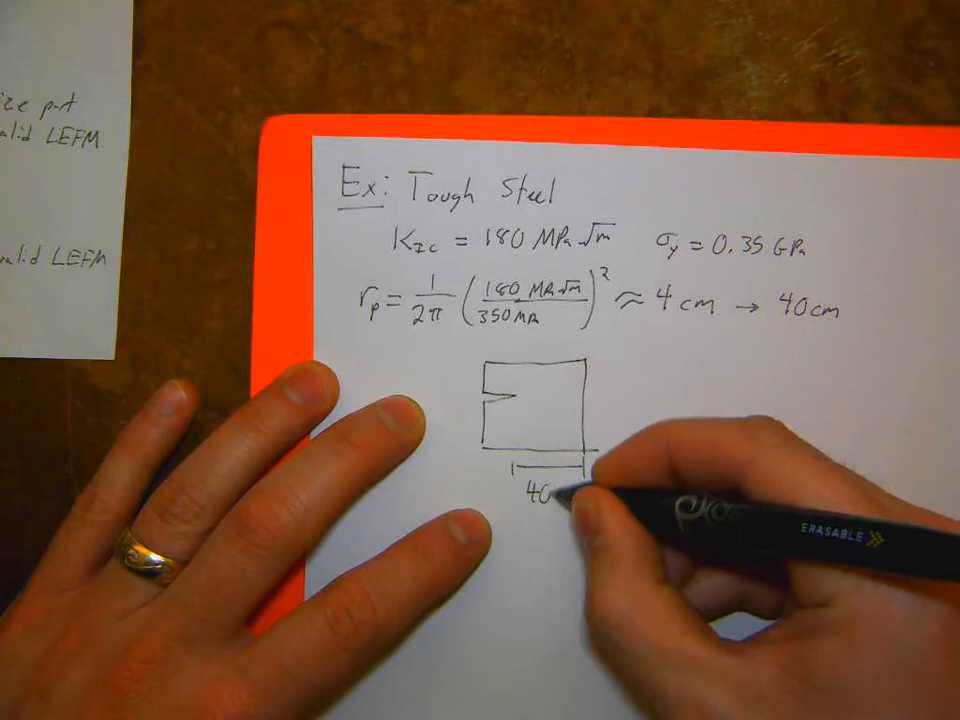 ize part
alid LEFM
alid LEFM
Ex: Tough Steel
K_IC = 180 MPa √m σ_y = 0.35 GPa
r_p = 1/2π (180 MPa √m / 350 MPa)² ≈ 4 cm → 40 cm
40
ERASABLE